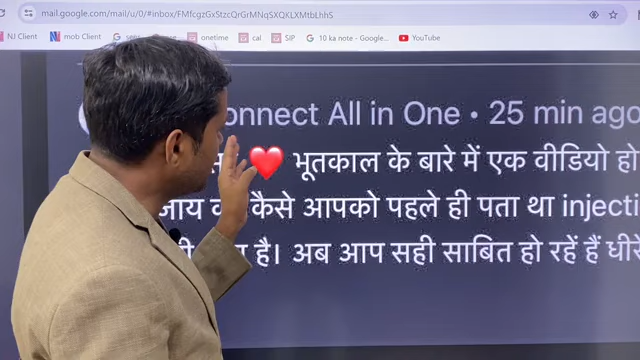 mail.google.com/mail/u/0/#inbox/FMfcgzGxStzcQrGrMNqSXQKLXMtbLhhS
NJ Client mob Client onetime cal SIP 10 ka note - Google... YouTube
onnect All in One • 25 min ago
❤️ भूतकाल के बारे में एक वीडियो हो
जाय कैसे आपको पहले ही पता था injecti
है। अब आप सही साबित हो रहें हैं धीरे